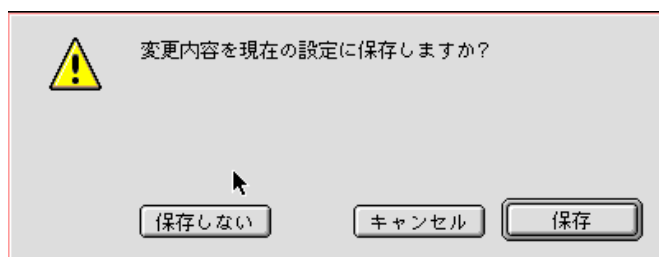 変更内容を現在の設定に保存しますか？
保存しない
キャンセル
保存